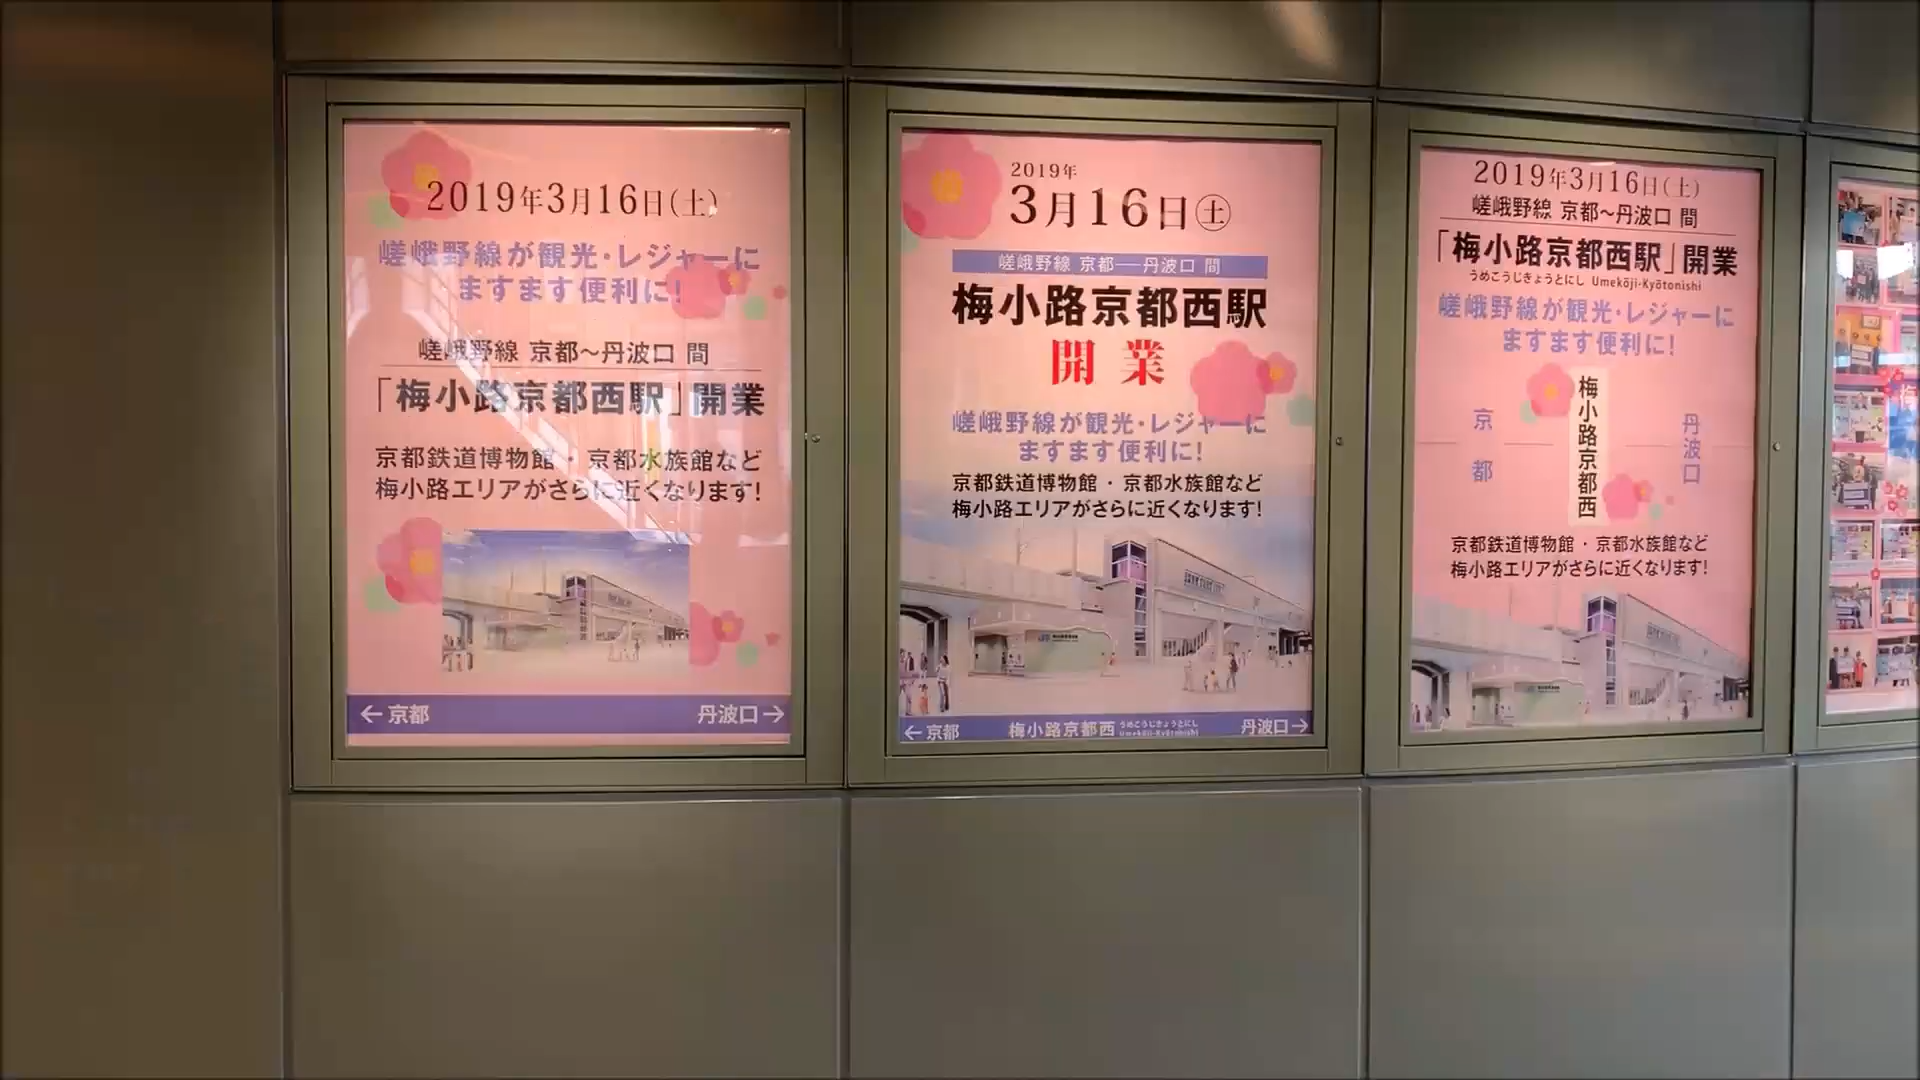 2019年3月16日(土)
嵯峨野線が観光・レジャーに
ますます便利に!
嵯峨野線 京都～丹波口 間
「梅小路京都西駅」開業
京都鉄道博物館・京都水族館など
梅小路エリアがさらに近くなります!
←京都
丹波口→
2019年
3月16日㊏
嵯峨野線 京都―丹波口 間
梅小路京都西駅
開業
嵯峨野線が観光・レジャーに
ますます便利に!
京都鉄道博物館・京都水族館など
梅小路エリアがさらに近くなります!
←京都
梅小路京都西
うめこうじきょうとにし
Umekōji-Kyōtonishi
丹波口→
2019年3月16日(土)
嵯峨野線 京都～丹波口 間
「梅小路京都西駅」開業
うめこうじきょうとにし Umekōji-Kyōtonishi
嵯峨野線が観光・レジャーに
ますます便利に!
京都
梅小路京都西
丹波口
京都鉄道博物館・京都水族館など
梅小路エリアがさらに近くなります!